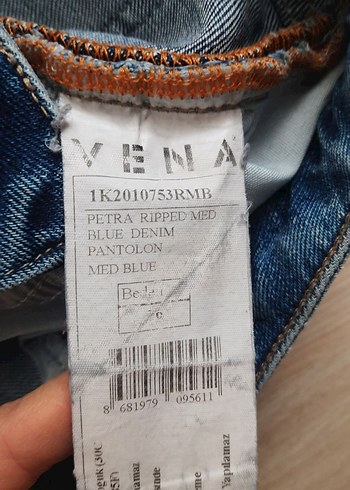 VENA
1K2010753RMB
PETRA RIPPED MED
BLUE DENIM
PANTOLON
MED BLUE
8 681979 095611